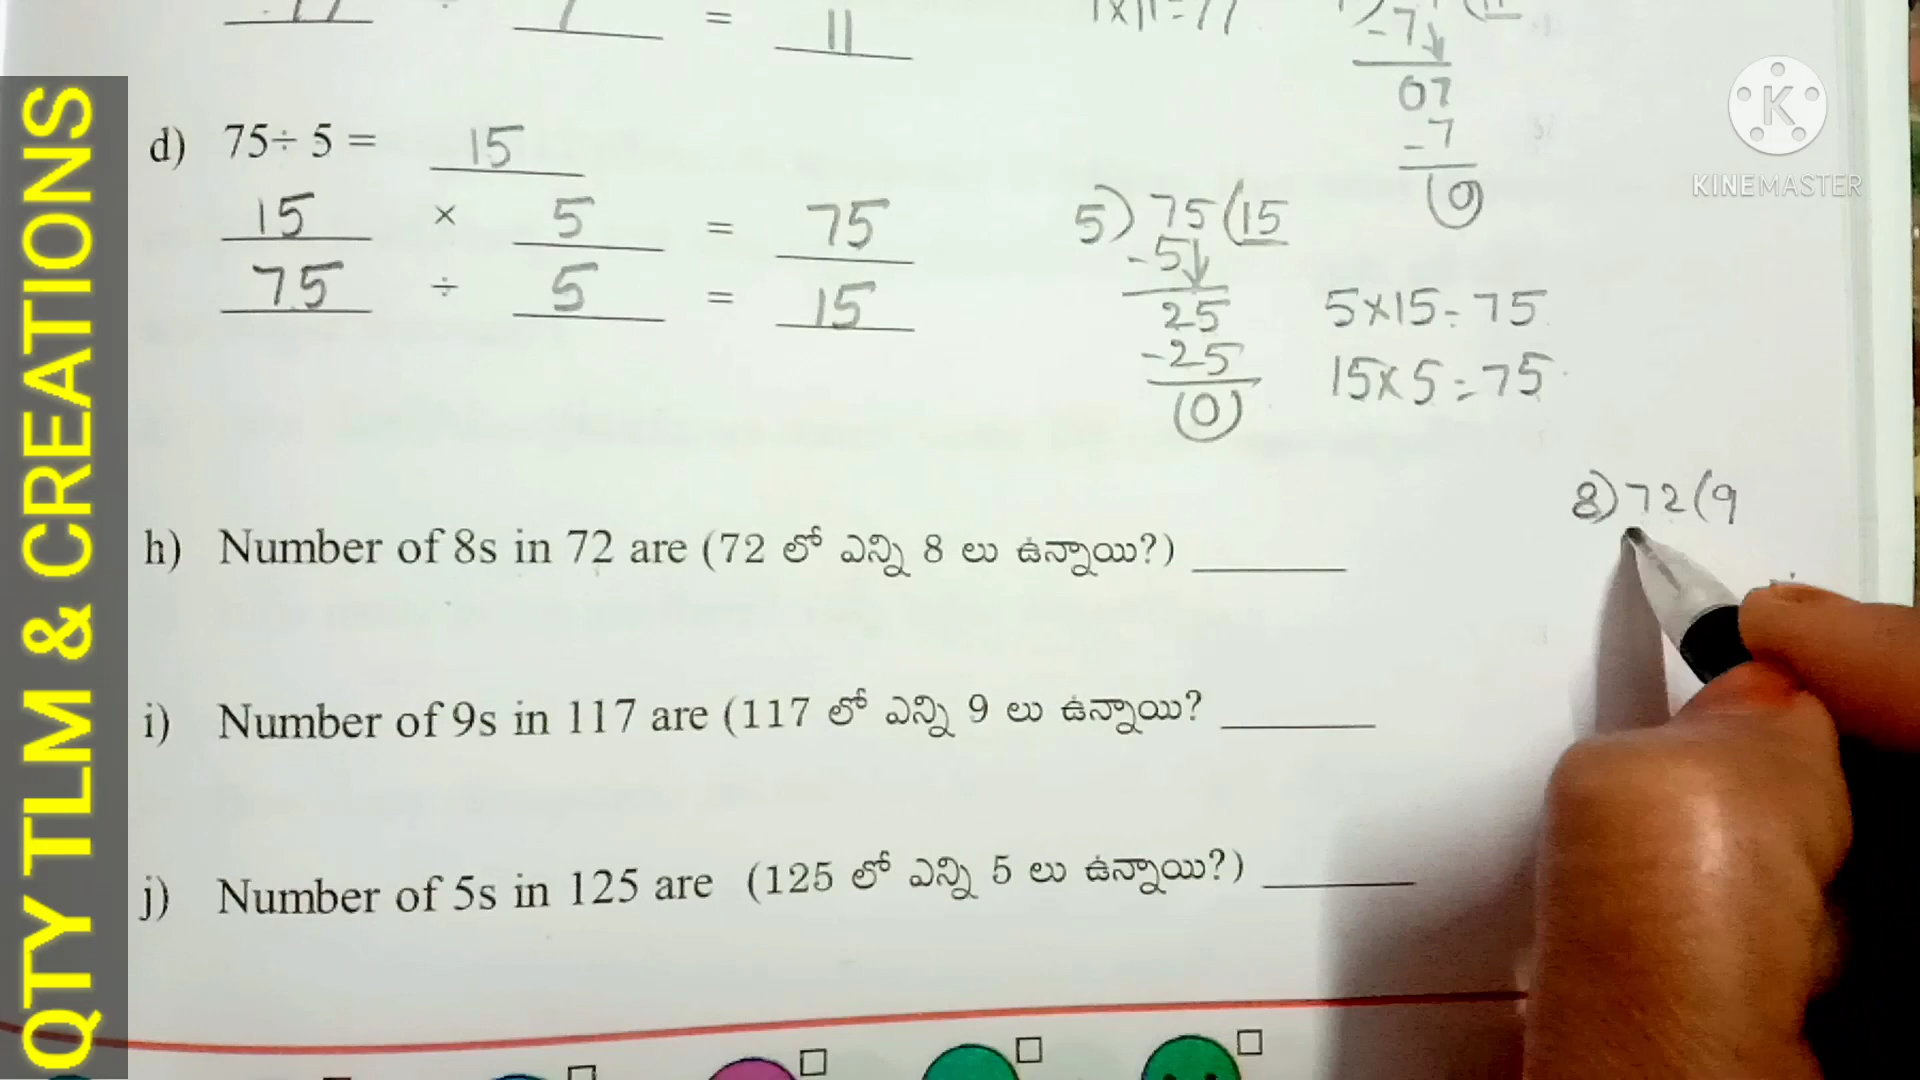 QTY TLM & CREATIONS
KINEMASTER
÷ = 11
-7
07
-7
0
d) 75÷ 5 = 15
15 × 5 = 75
75 ÷ 5 = 15
5) 75 (15
-5
25
-25
0
5×15=75
15×5=75
8) 72 (9
h) Number of 8s in 72 are (72 లో ఎన్ని 8 లు ఉన్నాయి?) ______
i) Number of 9s in 117 are (117 లో ఎన్ని 9 లు ఉన్నాయి? ______
j) Number of 5s in 125 are (125 లో ఎన్ని 5 లు ఉన్నాయి?) ______